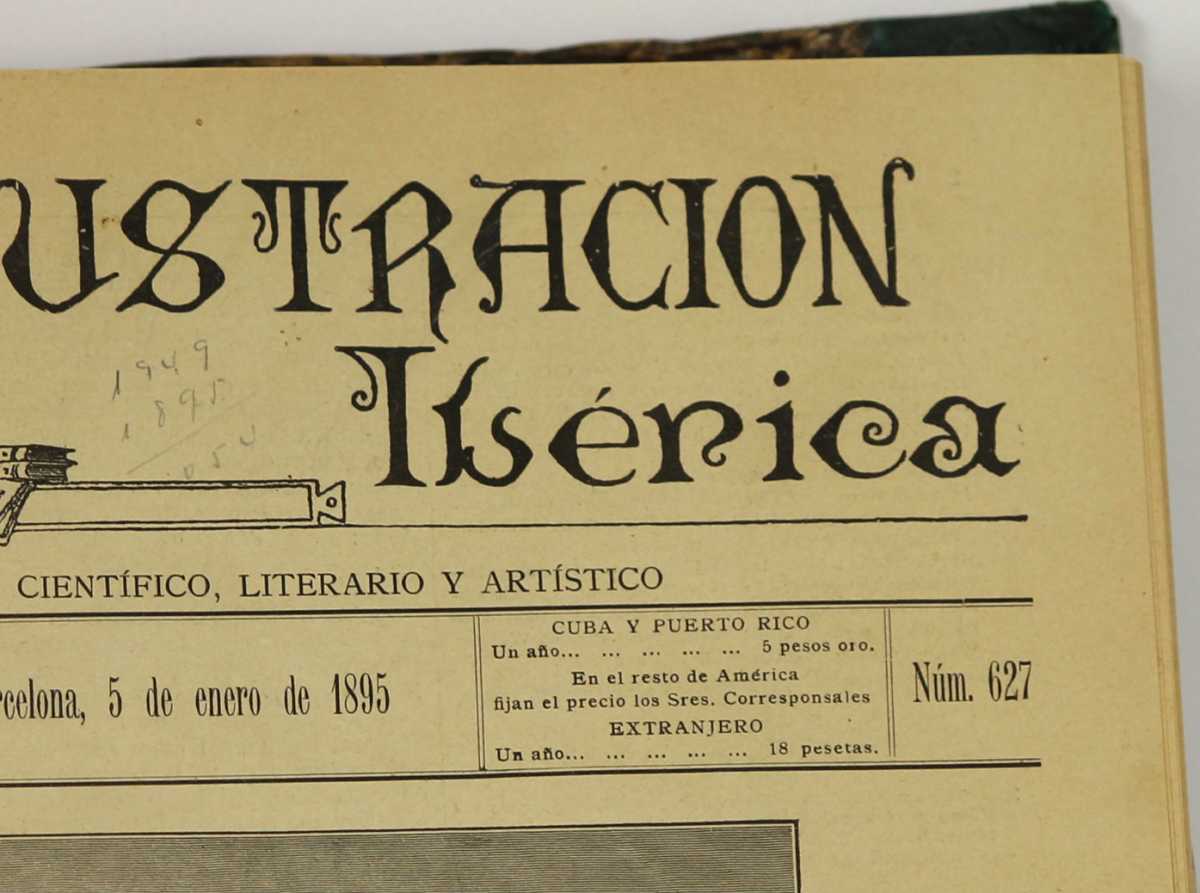 USTRACION
Ibérica
1949
1895
054
CIENTÍFICO, LITERARIO Y ARTÍSTICO
rcelona, 5 de enero de 1895
CUBA Y PUERTO RICO
Un año... ... ... ... ... 5 pesos oro.
En el resto de América
fijan el precio los Sres. Corresponsales
EXTRANJERO
Un año... ... ... ... ... 18 pesetas.
Núm. 627